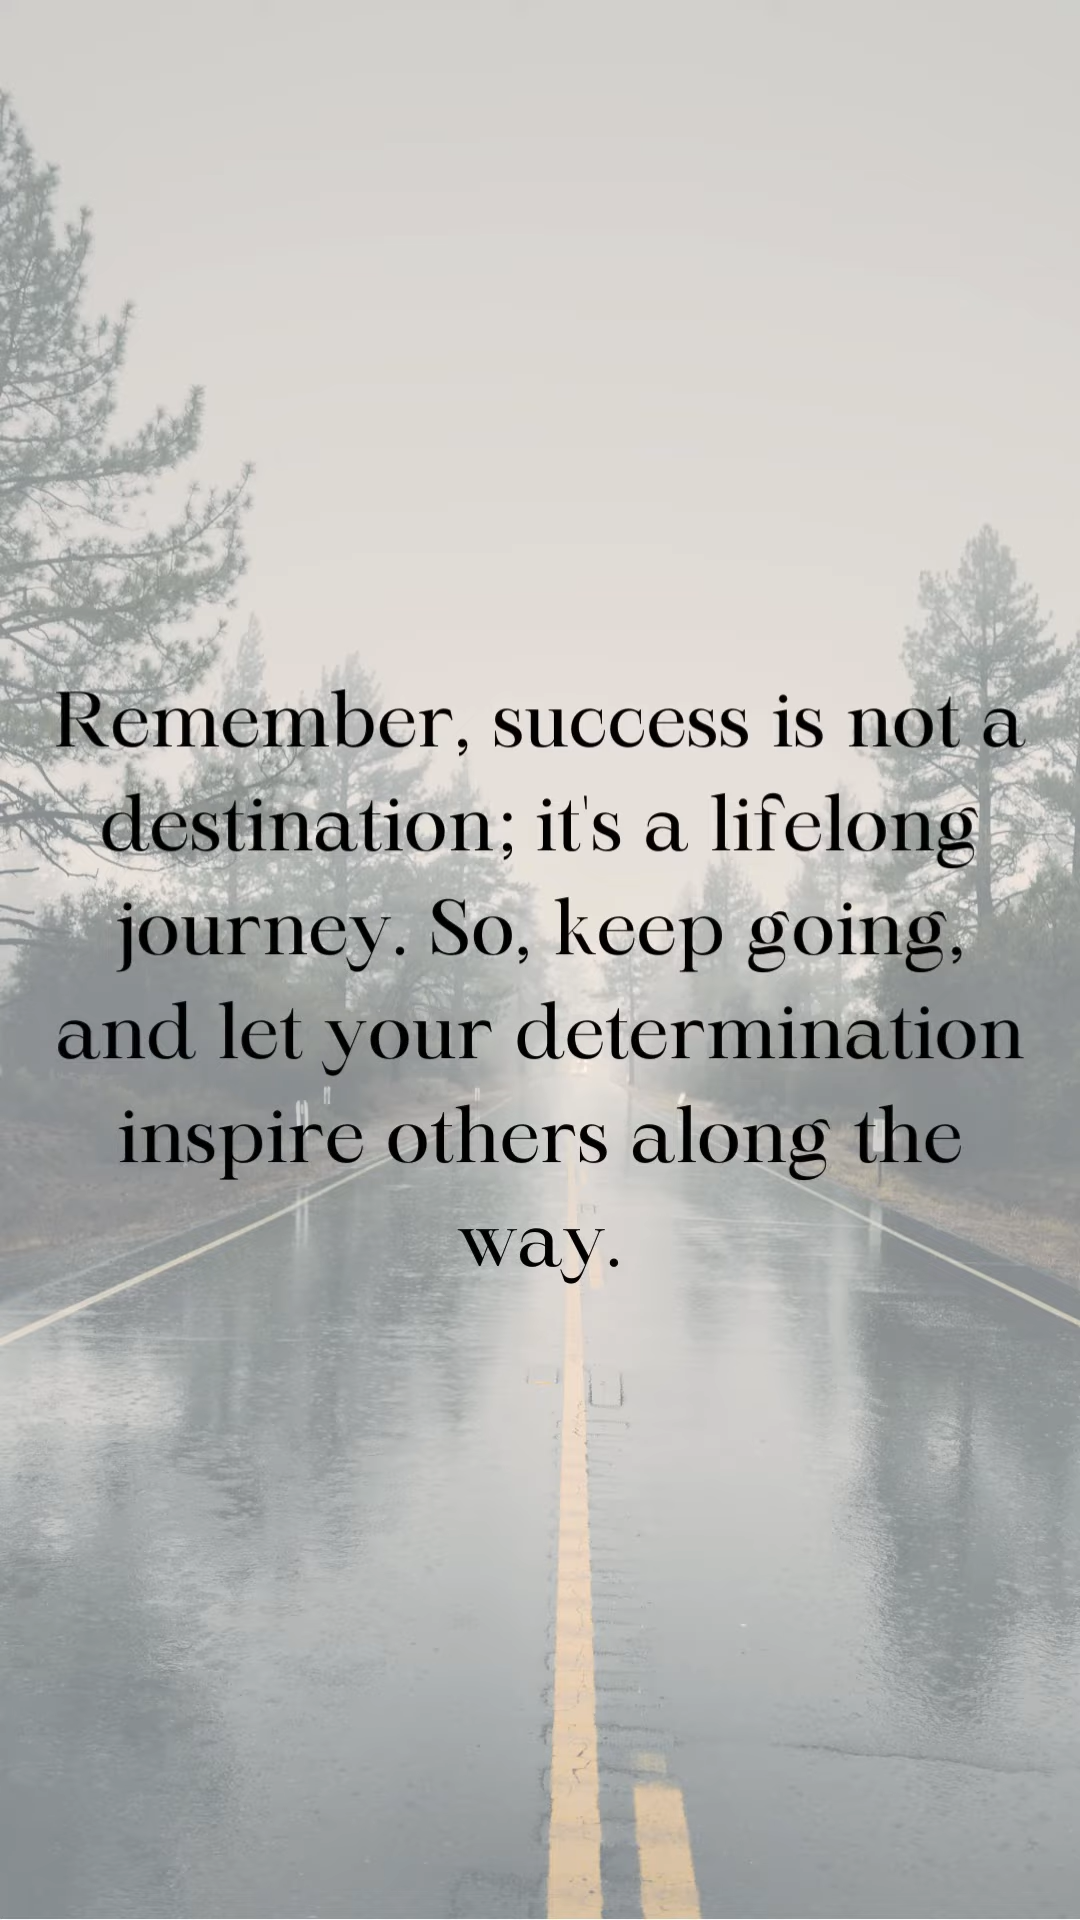 Remember, success is not a
destination; it's a lifelong
journey. So, keep going,
and let your determination
inspire others along the
way.